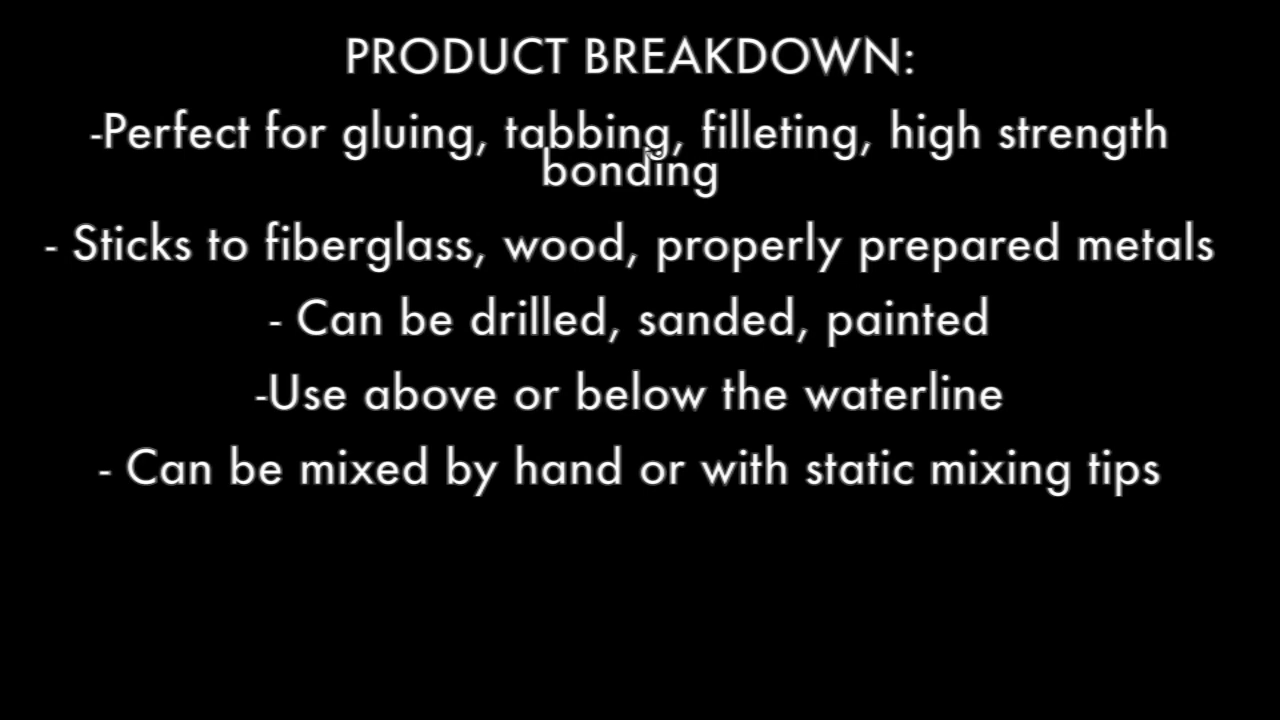 PRODUCT BREAKDOWN:
-Perfect for gluing, tabbing, filleting, high strength
bonding
- Sticks to fiberglass, wood, properly prepared metals
- Can be drilled, sanded, painted
-Use above or below the waterline
- Can be mixed by hand or with static mixing tips